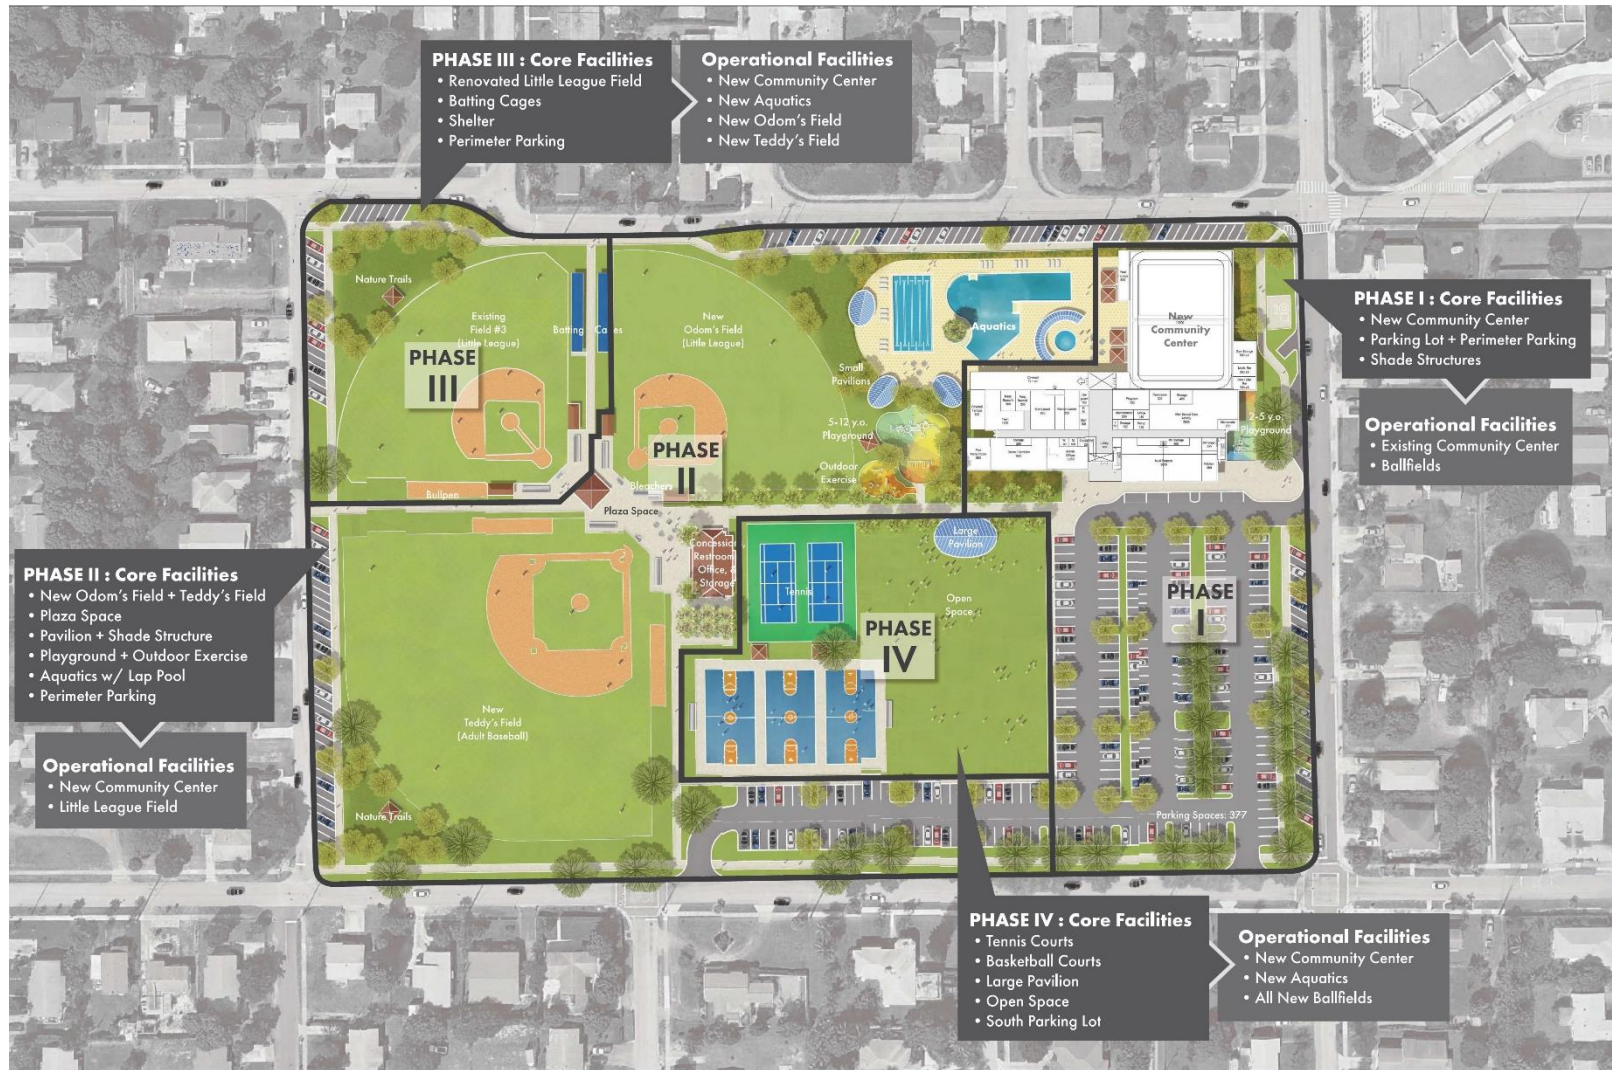 PHASE III : Core Facilities
• Renovated Little League Field
• Batting Cages
• Shelter
• Perimeter Parking
Operational Facilities
• New Community Center
• New Aquatics
• New Odom's Field
• New Teddy's Field
PHASE I : Core Facilities
• New Community Center
• Parking Lot + Perimeter Parking
• Shade Structures
Operational Facilities
• Existing Community Center
• Ballfields
Nature Trails
Existing
Field #3
(Little League)
PHASE
III
Batting Cages
New
Odom's Field
(Little League)
Aquatics
New
Community
Center
Small
Pavilions
5-12 y.o.
Playground
2-5 y.o.
Playground
Outdoor
Exercise
PHASE
II
Bleachers
Bullpen
Plaza Space
Concession
Restroom
Office,
Storage
Large
Pavilion
Tennis
Open
Space
PHASE
I
PHASE
IV
PHASE II : Core Facilities
• New Odom's Field + Teddy's Field
• Plaza Space
• Pavilion + Shade Structure
• Playground + Outdoor Exercise
• Aquatics w/ Lap Pool
• Perimeter Parking
Operational Facilities
• New Community Center
• Little League Field
New
Teddy's Field
(Adult Baseball)
Nature Trails
Parking Spaces: 377
PHASE IV : Core Facilities
• Tennis Courts
• Basketball Courts
• Large Pavilion
• Open Space
• South Parking Lot
Operational Facilities
• New Community Center
• New Aquatics
• All New Ballfields